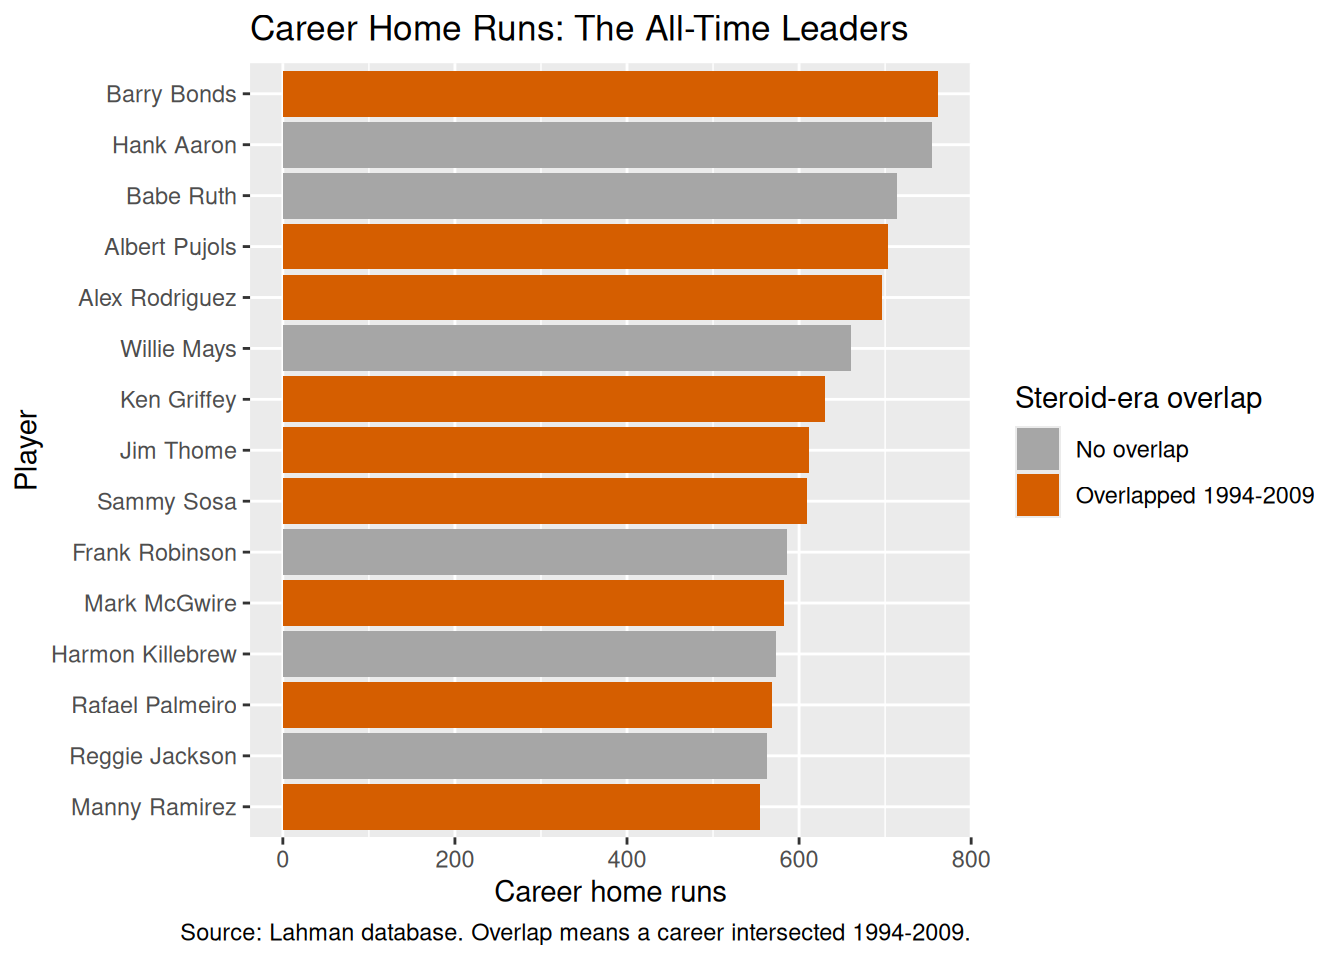 Career Home Runs: The All-Time Leaders
Barry Bonds
Hank Aaron
Babe Ruth
Albert Pujols
Alex Rodriguez
Willie Mays
Ken Griffey
Jim Thome
Sammy Sosa
Frank Robinson
Mark McGwire
Harmon Killebrew
Rafael Palmeiro
Reggie Jackson
Manny Ramirez
Player
0 200 400 600 800
Career home runs
Steroid-era overlap
No overlap
Overlapped 1994-2009
Source: Lahman database. Overlap means a career intersected 1994-2009.